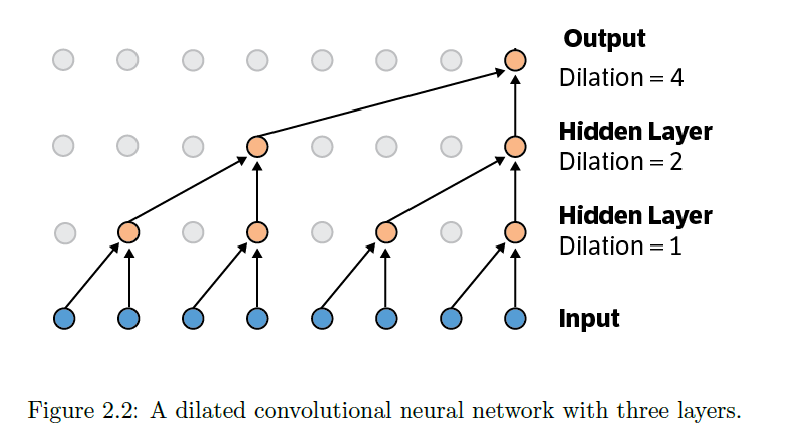 Output
Dilation = 4
Hidden Layer
Dilation = 2
Hidden Layer
Dilation = 1
Input
Figure 2.2: A dilated convolutional neural network with three layers.